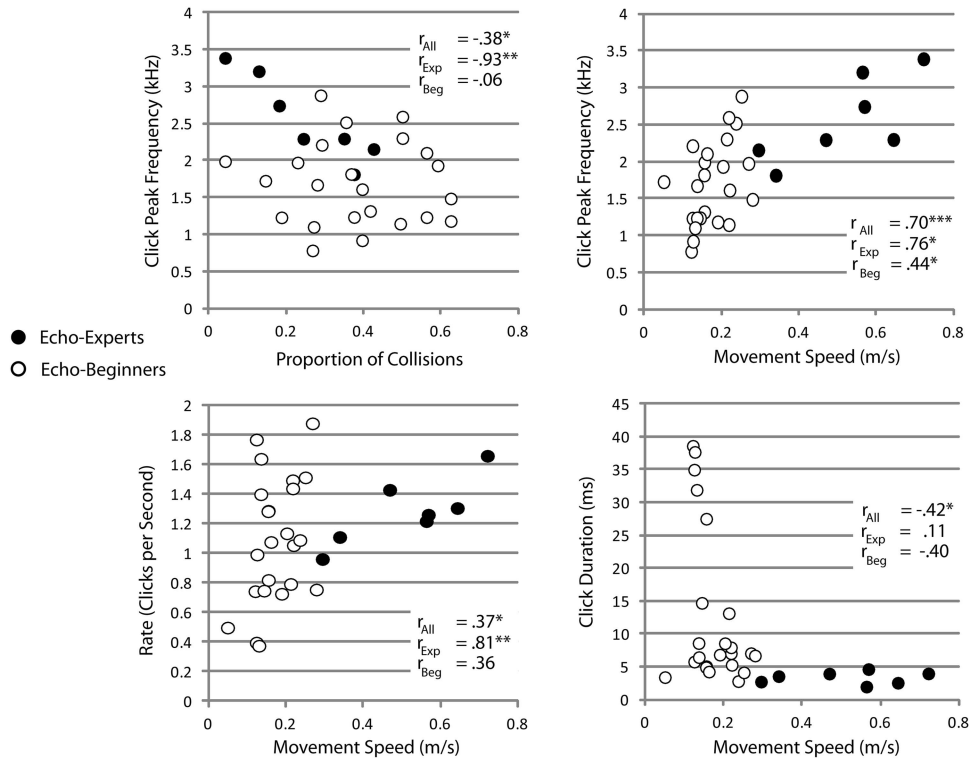 4
3.5
3
2.5
2
1.5
1
0.5
0
0 0.2 0.4 0.6 0.8
Click Peak Frequency (kHz)
Proportion of Collisions
rAll = -.38*
rExp = -.93**
rBeg = -.06
4
3.5
3
2.5
2
1.5
1
0.5
0
0 0.2 0.4 0.6 0.8
Click Peak Frequency (kHz)
Movement Speed (m/s)
r All = .70***
r Exp = .76*
r Beg = .44*
Echo-Experts
Echo-Beginners
2
1.8
1.6
1.4
1.2
1
0.8
0.6
0.4
0.2
0
0 0.2 0.4 0.6 0.8
Rate (Clicks per Second)
Movement Speed (m/s)
rAll = .37*
rExp = .81**
rBeg = .36
45
40
35
30
25
20
15
10
5
0
0 0.2 0.4 0.6 0.8
Click Duration (ms)
Movement Speed (m/s)
rAll = -.42*
rExp = .11
rBeg = -.40